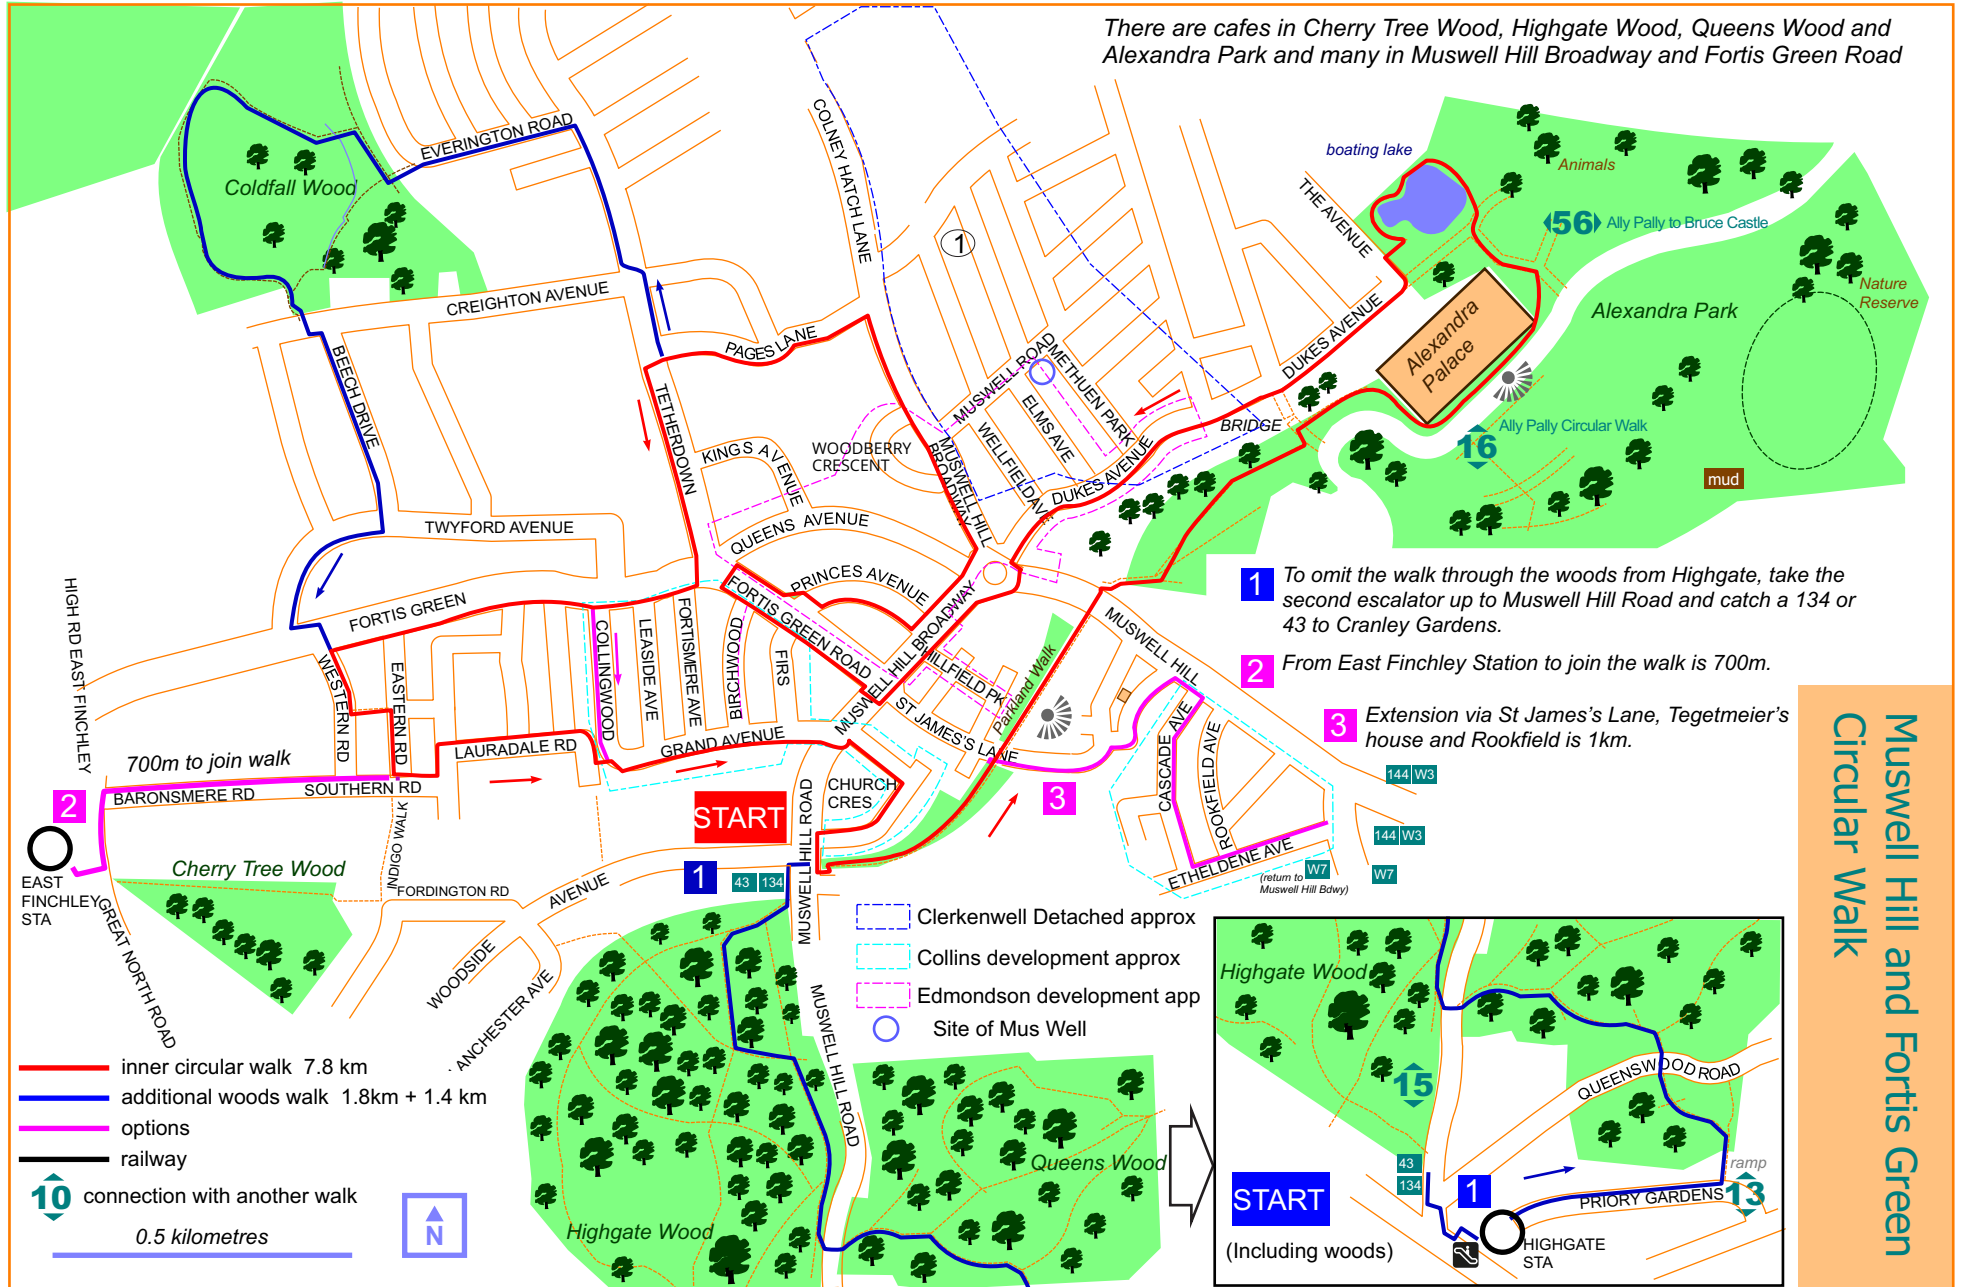 There are cafes in Cherry Tree Wood, Highgate Wood, Queens Wood and
Alexandra Park and many in Muswell Hill Broadway and Fortis Green Road
Coldfall Wood
EVERINGTON ROAD
COLNEY HATCH LANE
1
boating lake
THE AVENUE
Animals
56 Ally Pally to Bruce Castle
Nature
Reserve
Alexandra Park
Alexandra
Palace
CREIGHTON AVENUE
PAGES LANE
BEECH DRIVE
TETHERDOWN
DUKES AVENUE
MUSWELL ROAD
METHUEN PARK
ELMS AVE
WELLFIELD AVE
BRIDGE
Ally Pally Circular Walk
16
mud
KINGS AVENUE
WOODBERRY
CRESCENT
MUSWELL HILL
BROADWAY
DUKES AVENUE
TWYFORD AVENUE
QUEENS AVENUE
PRINCES AVENUE
FORTIS GREEN
FORTIS GREEN ROAD
MUSWELL HILL BROADWAY
HIGH RD EAST FINCHLEY
WESTERN RD
EASTERN RD
COLLINGWOOD
LEASIDE AVE
FORTISMERE AVE
BIRCHWOOD
FIRS
HILLFIELD PK
ST JAMES'S LANE
Parkland Walk
MUSWELL HILL
1 To omit the walk through the woods from Highgate, take the
second escalator up to Muswell Hill Road and catch a 134 or
43 to Cranley Gardens.
2 From East Finchley Station to join the walk is 700m.
3 Extension via St James's Lane, Tegetmeier's
house and Rookfield is 1km.
Muswell Hill and Fortis Green
Circular Walk
700m to join walk
LAURADALE RD
GRAND AVENUE
BARONSMERE RD
SOUTHERN RD
2
START
MUSWELL HILL ROAD
CHURCH
CRES
3
CASCADE AVE
ROOKFIELD AVE
ETHELDENE AVE
144 W3
144 W3
W7
W7
(return to
Muswell Hill Bdwy)
EAST
FINCHLEY
STA
Cherry Tree Wood
INDIGO WALK
FORDINGTON RD
WOODSIDE
AVENUE
LANCHESTER AVE
GREAT NORTH ROAD
1
43 134
MUSWELL HILL ROAD
MUSWELL HILL ROAD
Highgate Wood
Queens Wood
Clerkenwell Detached approx
Collins development approx
Edmondson development app
Site of Mus Well
inner circular walk 7.8 km
additional woods walk 1.8km + 1.4 km
options
railway
10 connection with another walk
0.5 kilometres
N
Highgate Wood
QUEENSWOOD ROAD
15
43
134
START
(Including woods)
1
PRIORY GARDENS
ramp
13
HIGHGATE
STA